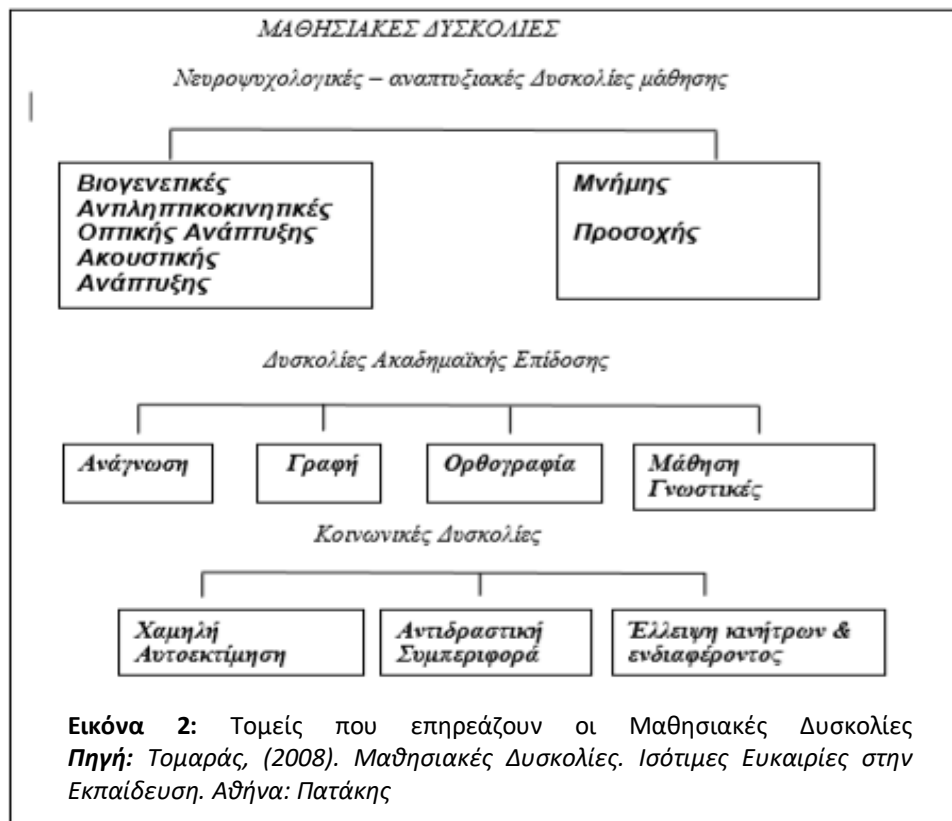 ΜΑΘΗΣΙΑΚΕΣ ΔΥΣΚΟΛΙΕΣ
Νευροψυχολογικές – αναπτυξιακές Δυσκολίες μάθησης
Βιογενετικές
Αντιληπτικοκινητικές
Οπτικής Ανάπτυξης
Ακουστικής
Ανάπτυξης
Μνήμης
Προσοχής
Δυσκολίες Ακαδημαϊκής Επίδοσης
Ανάγνωση
Γραφή
Ορθογραφία
Μάθηση
Γνωστικές
Κοινωνικές Δυσκολίες
Χαμηλή
Αυτοεκτίμηση
Αντιδραστική
Συμπεριφορά
Έλλειψη κινήτρων &
ενδιαφέροντος
Εικόνα 2: Τομείς που επηρεάζουν οι Μαθησιακές Δυσκολίες
Πηγή: Τομαράς, (2008). Μαθησιακές Δυσκολίες. Ισότιμες Ευκαιρίες στην
Εκπαίδευση. Αθήνα: Πατάκης